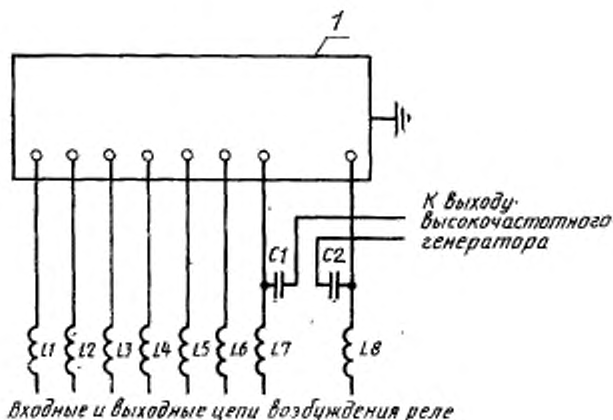 1
К выходу
высокочастотного
генератора
C1 C2
L1 L2 L3 L4 L5 L6 L7 L8
Входные и выходные цепи возбуждения реле